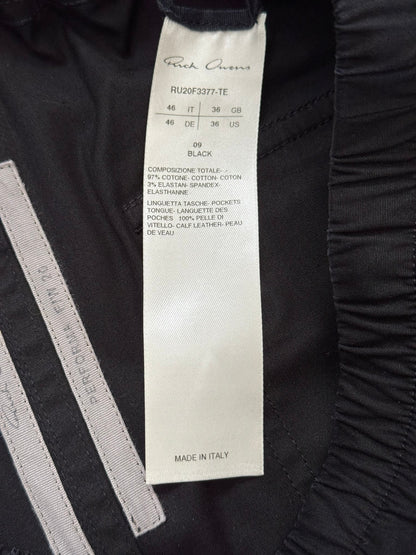 Rick Owens
RU20F3377-TE
46 IT 36 GB
46 DE 36 US
09
BLACK
COMPOSIZIONE TOTALE- -
97% COTONE- COTTON- COTON
3% ELASTAN- SPANDEX-
ELASTHANNE
LINGUETTA TASCHE- POCKETS
TONGUE- LANGUETTE DES
POCHES 100% PELLE DI
VITELLO- CALF LEATHER- PEAU
DE VEAU
MADE IN ITALY
PERFORMA F/W 20